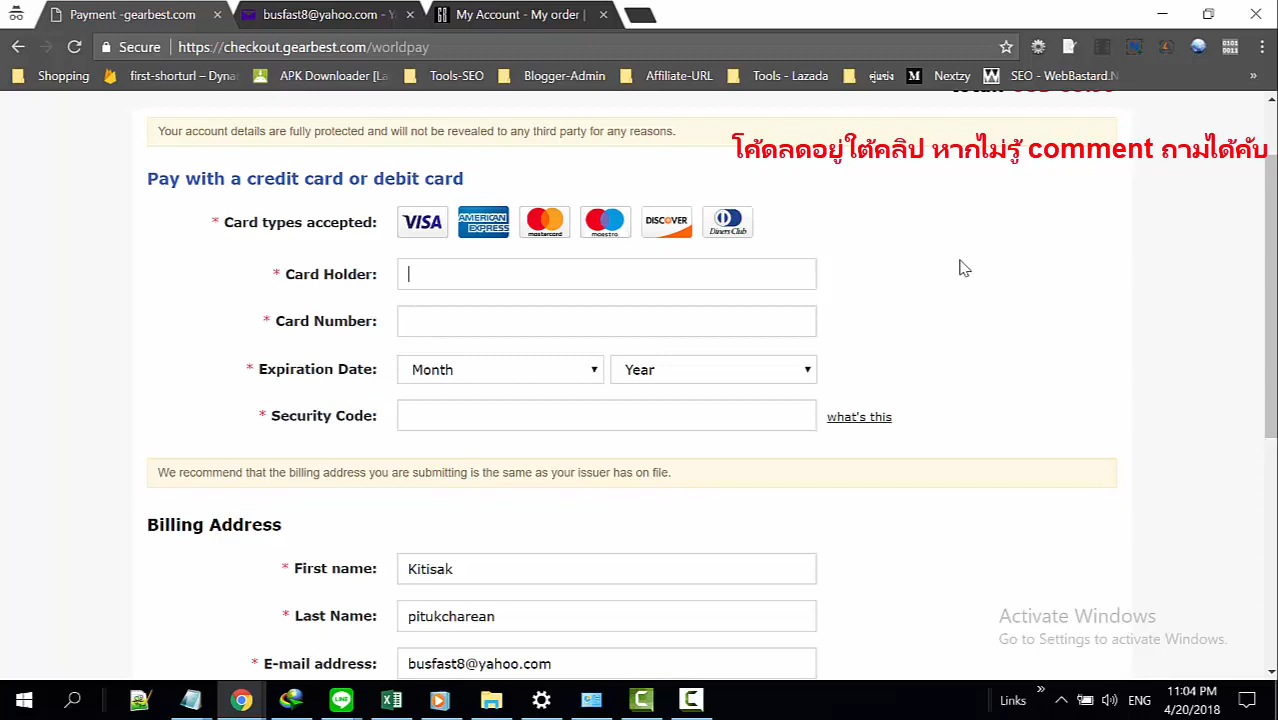 Payment -gearbest.com
busfast8@yahoo.com -
My Account - My order |
Secure
https://checkout.gearbest.com/worldpay
Shopping
first-shorturl – Dynar
APK Downloader [La
Tools-SEO
Blogger-Admin
Affiliate-URL
Tools - Lazada
คู่แข่ง
Nextzy
SEO - WebBastard.N
Your account details are fully protected and will not be revealed to any third party for any reasons.
โค้ดลดอยู่ใต้คลิป หากไม่รู้ comment ถามได้คับ
Pay with a credit card or debit card
* Card types accepted:
VISA
AMERICAN EXPRESS
mastercard
maestro
DISCOVER
Diners Club
* Card Holder:
* Card Number:
* Expiration Date:
Month
Year
* Security Code:
what's this
We recommend that the billing address you are submitting is the same as your issuer has on file.
Billing Address
* First name:
Kitisak
* Last Name:
pitukcharean
* E-mail address:
busfast8@yahoo.com
Activate Windows
Go to Settings to activate Windows.
Links
ENG
11:04 PM
4/20/2018